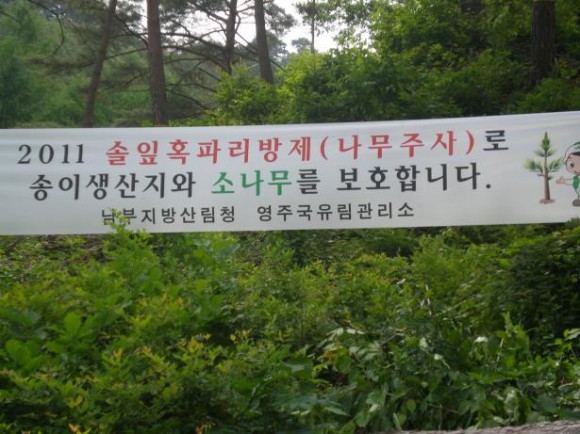 2011 솔잎혹파리방제(나무주사)로
송이생산지와 소나무를 보호합니다.
남부지방산림청 영주국유림관리소